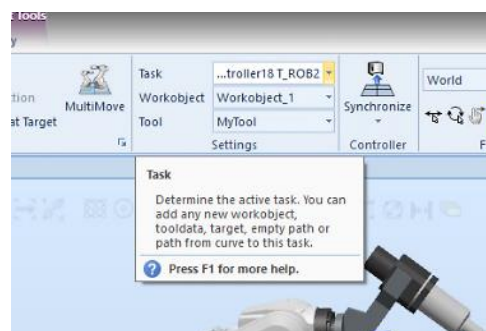 Tools
MultiMove
at Target
Task
...troller18 T_ROB2
Workobject
Workobject_1
Tool
MyTool
Settings
Synchronize
Controller
World
F
Task
Determine the active task. You can
add any new workobject,
tooldata, target, empty path or
path from curve to this task.
Press F1 for more help.